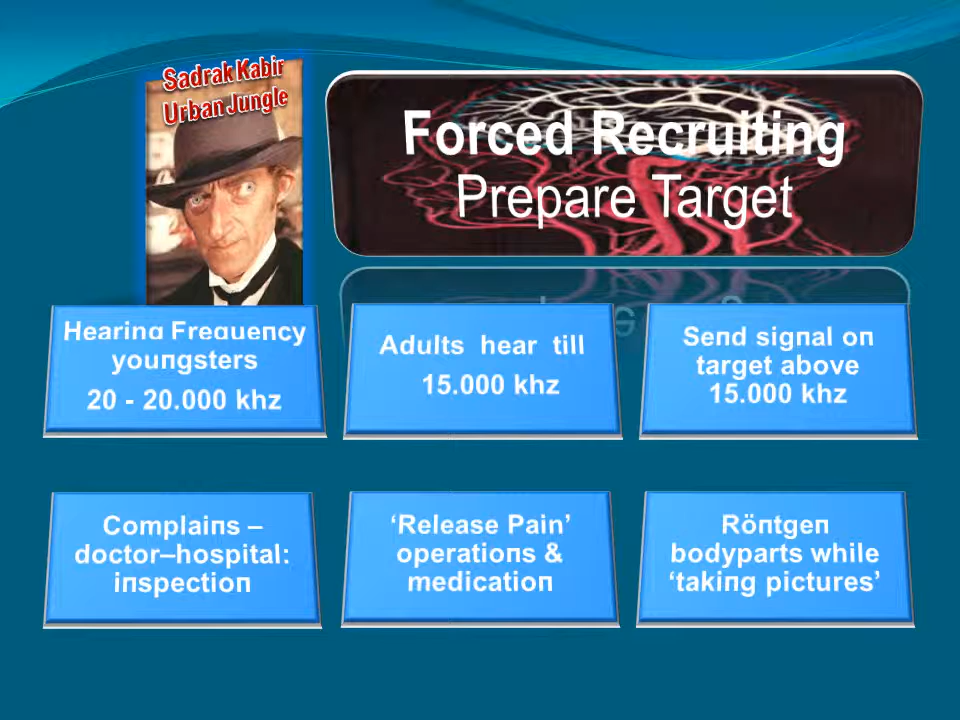 Sadrak Kabir
Urban Jungle
Forced Recruiting
Prepare Target
Hearing Frequency
youngsters
20 - 20.000 khz
Adults hear till
15.000 khz
Send signal on
target above
15.000 khz
Complains –
doctor–hospital:
inspection
‘Release Pain’
operations &
medication
Röntgen
bodyparts while
‘taking pictures’